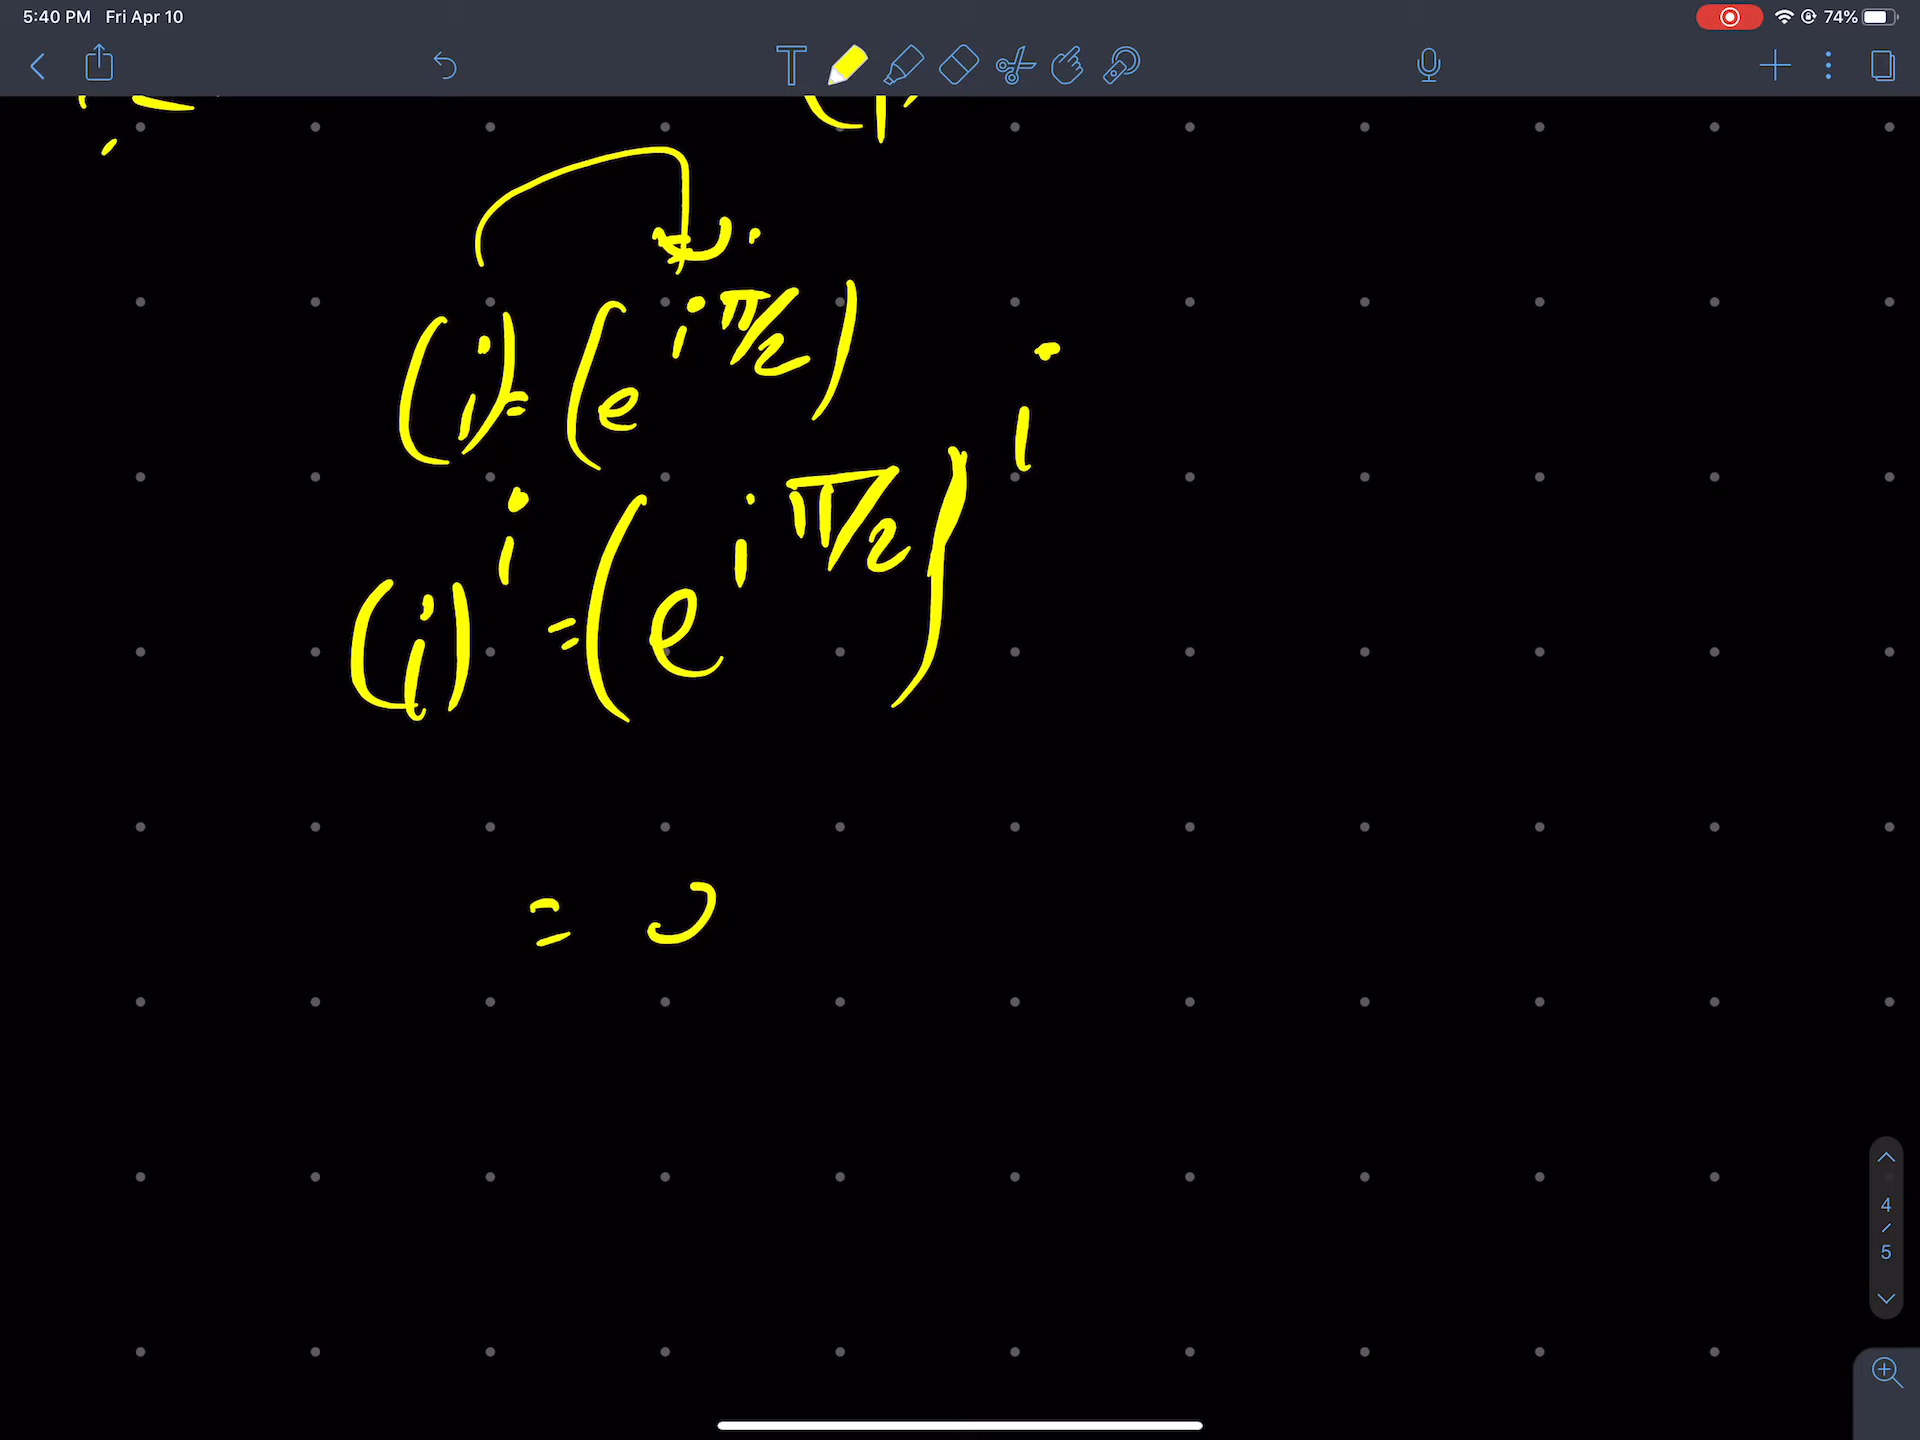 5:40 PM Fri Apr 10
74%
(i) = (e^{iπ/2})
(i)^i = (e^{iπ/2})^i
=
4
/
5